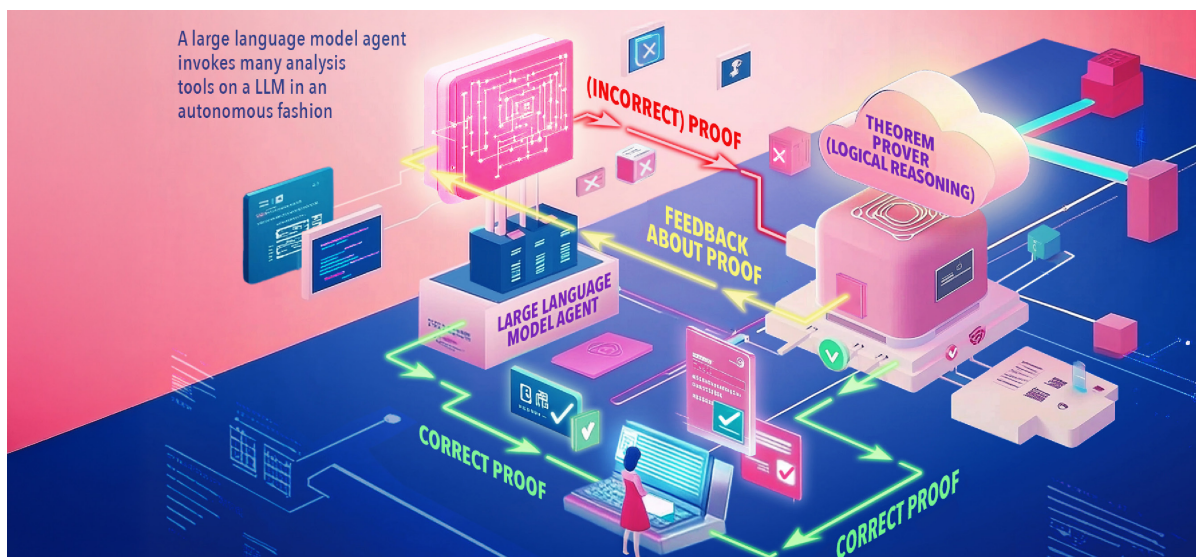 A large language model agent
invokes many analysis
tools on a LLM in an
autonomous fashion
(INCORRECT) PROOF
THEOREM
PROVER
(LOGICAL REASONING)
FEEDBACK
ABOUT PROOF
LARGE LANGUAGE
MODEL AGENT
CORRECT PROOF
CORRECT PROOF